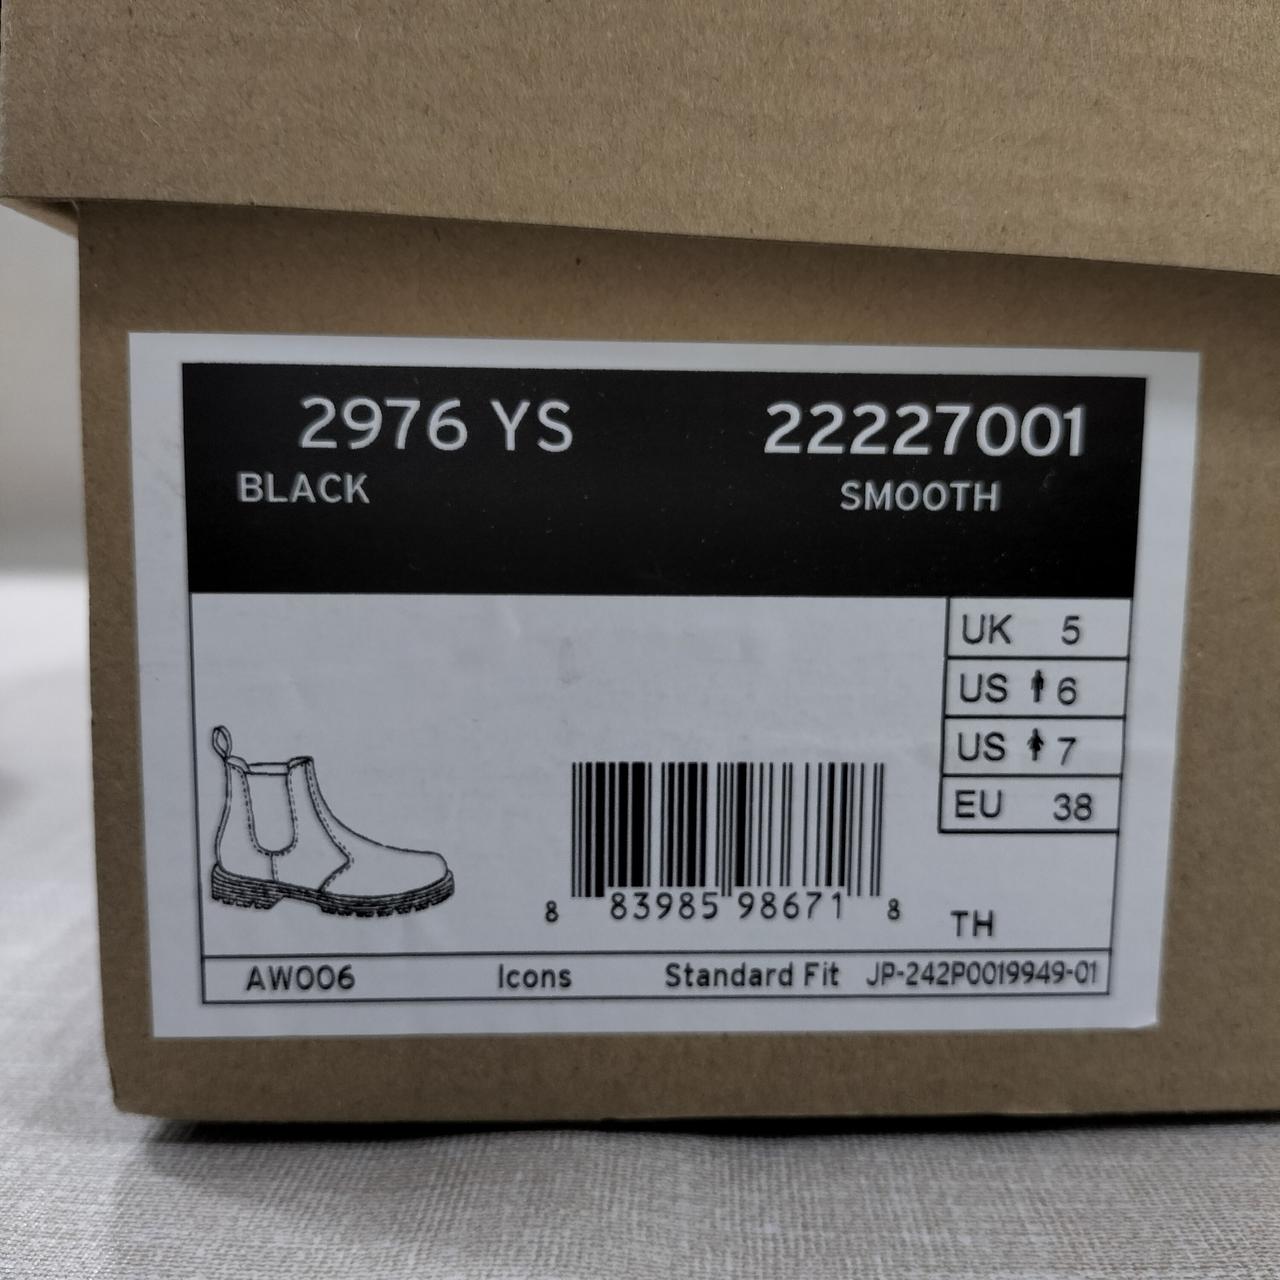 2976 YS 22227001
BLACK SMOOTH
UK 5
US 6
US 7
EU 38
8 83985 98671 8
TH
AW006 Icons Standard Fit JP-242P0019949-01